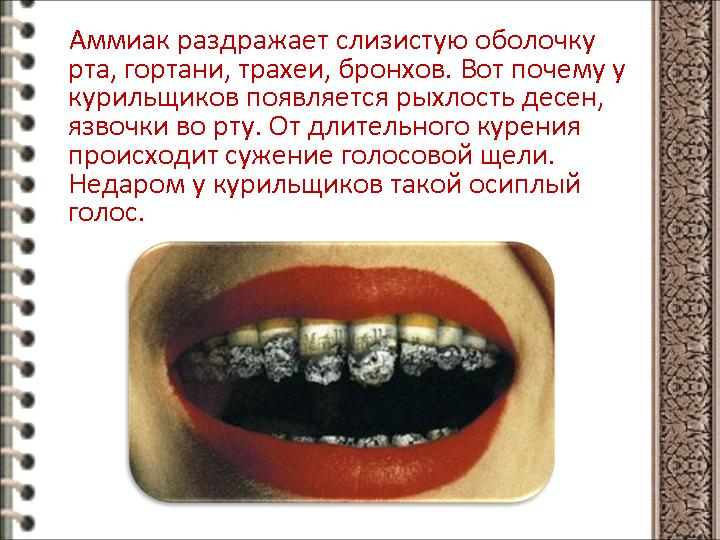 Аммиак раздражает слизистую оболочку
рта, гортани, трахеи, бронхов. Вот почему у
курильщиков появляется рыхлость десен,
язвочки во рту. От длительного курения
происходит сужение голосовой щели.
Недаром у курильщиков такой осиплый
голос.